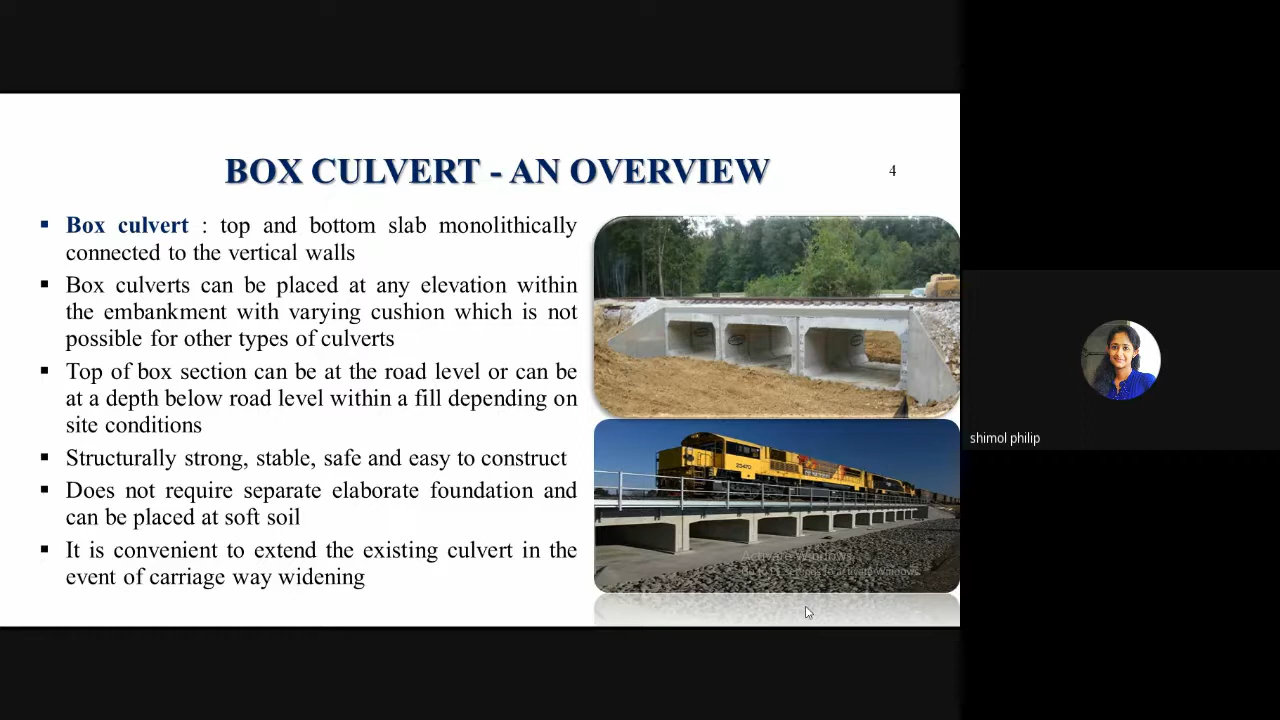 BOX CULVERT - AN OVERVIEW
4
Box culvert : top and bottom slab monolithically
connected to the vertical walls
Box culverts can be placed at any elevation within
the embankment with varying cushion which is not
possible for other types of culverts
Top of box section can be at the road level or can be
at a depth below road level within a fill depending on
site conditions
Structurally strong, stable, safe and easy to construct
Does not require separate elaborate foundation and
can be placed at soft soil
It is convenient to extend the existing culvert in the
event of carriage way widening
Activate Windows
to activate Windows.
shimol philip